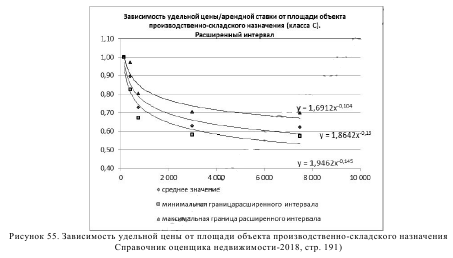 Зависимость удельной цены/арендной ставки от площади объекта
производственно-складского назначения (класса С).
Расширенный интервал
1,10
1,00
0,90
0,80
0,70
0,60
0,50
0,40
y = 1,6912x^-0,104
y = 1,8642x^-0,13
y = 1,9462x^-0,145
0
2 000
4 000
6 000
8 000
10 000
среднее значение
минимальная граница расширенного интервала
максимальная граница расширенного интервала
Рисунок 55. Зависимость удельной цены от площади объекта производственно-складского назначения
Справочник оценщика недвижимости-2018, стр. 191)